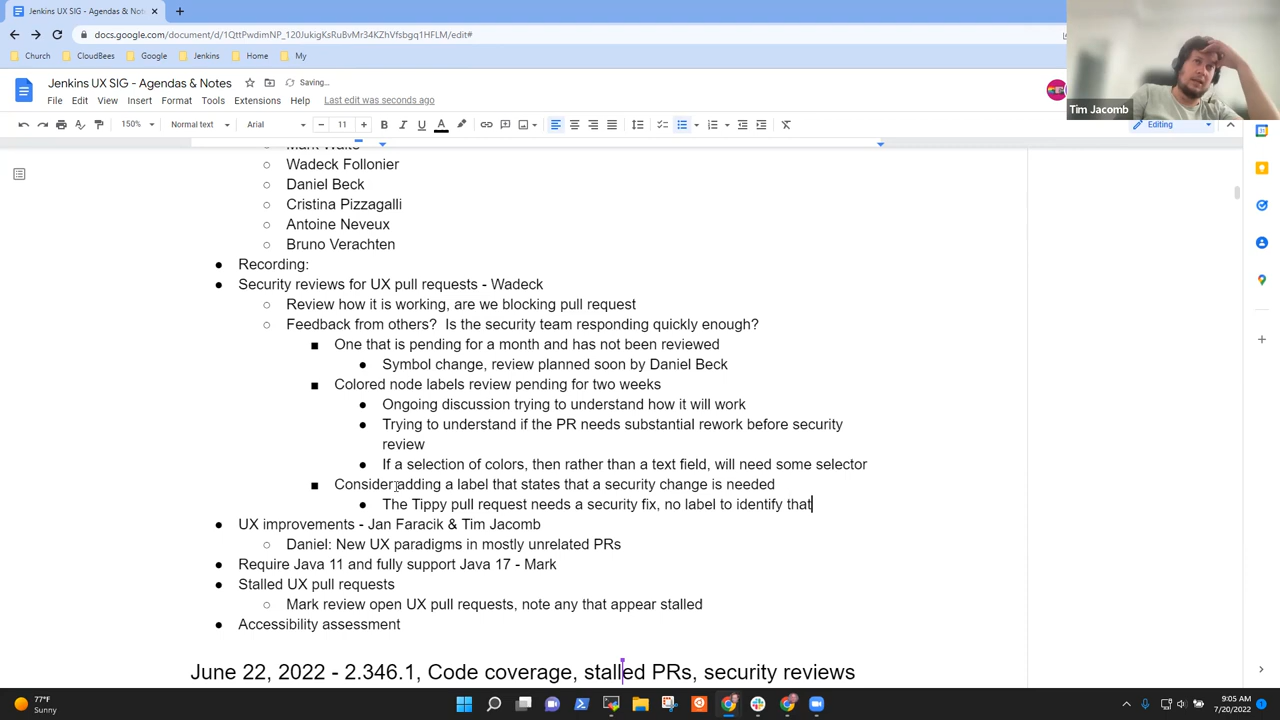 Jenkins UX SIG - Agendas & Not
docs.google.com/document/d/1QttPwdimNP_120JukigKsRuBvMr34KZhVfsbgq1HFLM/edit#
Church
CloudBees
Google
Jenkins
Home
My
Jenkins UX SIG - Agendas & Notes
Saving...
File Edit View Insert Format Tools Extensions Help Last edit was seconds ago
150% Normal text Arial 11 Editing
Tim Jacomb
Mark Waite
Wadeck Follonier
Daniel Beck
Cristina Pizzagalli
Antoine Neveux
Bruno Verachten
Recording:
Security reviews for UX pull requests - Wadeck
Review how it is working, are we blocking pull request
Feedback from others? Is the security team responding quickly enough?
One that is pending for a month and has not been reviewed
Symbol change, review planned soon by Daniel Beck
Colored node labels review pending for two weeks
Ongoing discussion trying to understand how it will work
Trying to understand if the PR needs substantial rework before security
review
If a selection of colors, then rather than a text field, will need some selector
Consider adding a label that states that a security change is needed
The Tippy pull request needs a security fix, no label to identify that
UX improvements - Jan Faracik & Tim Jacomb
Daniel: New UX paradigms in mostly unrelated PRs
Require Java 11 and fully support Java 17 - Mark
Stalled UX pull requests
Mark review open UX pull requests, note any that appear stalled
Accessibility assessment
June 22, 2022 - 2.346.1, Code coverage, stalled PRs, security reviews
77°F
Sunny
9:05 AM
7/20/2022